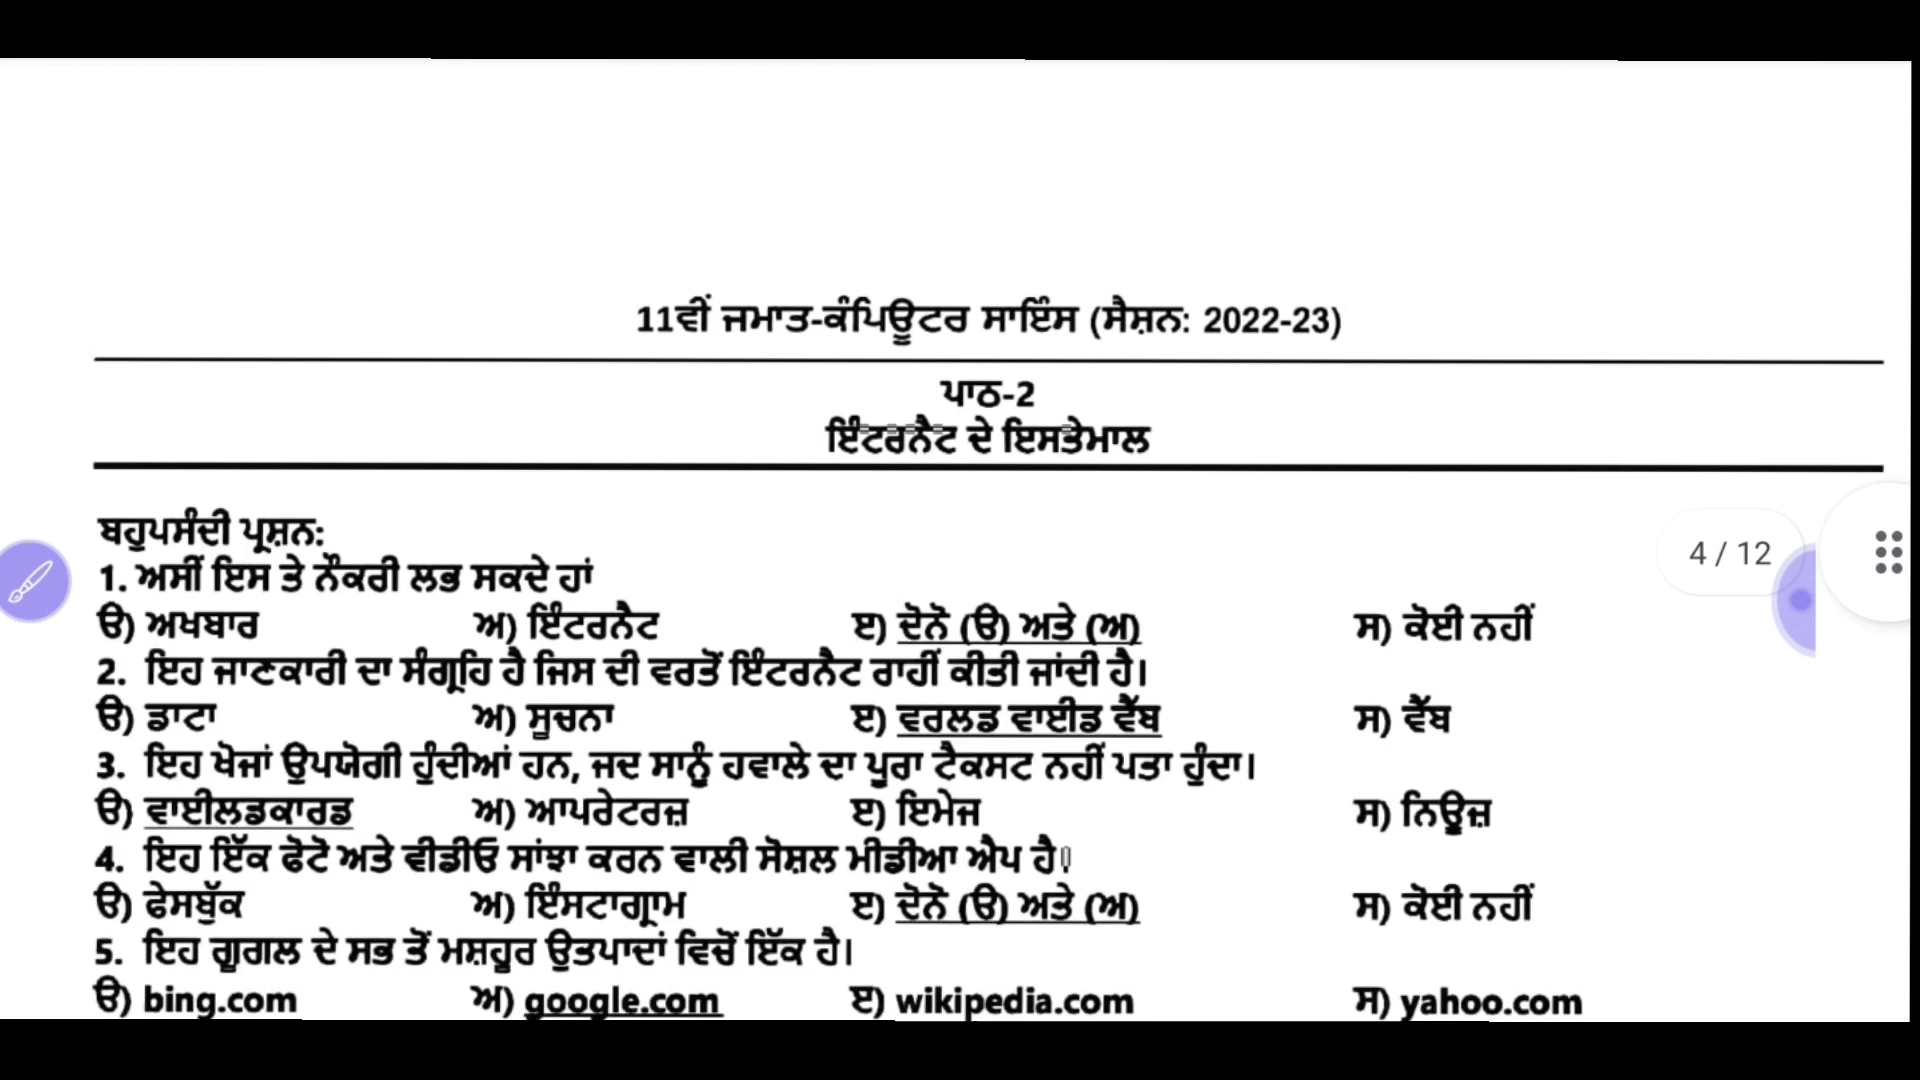 11ਵੀਂ ਜਮਾਤ-ਕੰਪਿਊਟਰ ਸਾਇੰਸ (ਸੈਸ਼ਨ: 2022-23)
ਪਾਠ-2
ਇੰਟਰਨੈਟ ਦੇ ਇਸਤੇਮਾਲ
ਬਹੁਪਸੰਦੀ ਪ੍ਰਸ਼ਨ:
4 / 12
1. ਅਸੀਂ ਇਸ ਤੇ ਨੌਕਰੀ ਲਭ ਸਕਦੇ ਹਾਂ
ੳ) ਅਖਬਾਰ ਅ) ਇੰਟਰਨੈਟ ੲ) ਦੋਨੋ (ੳ) ਅਤੇ (ਅ) ਸ) ਕੋਈ ਨਹੀਂ
2. ਇਹ ਜਾਣਕਾਰੀ ਦਾ ਸੰਗ੍ਰਹਿ ਹੈ ਜਿਸ ਦੀ ਵਰਤੋਂ ਇੰਟਰਨੈਟ ਰਾਹੀਂ ਕੀਤੀ ਜਾਂਦੀ ਹੈ।
ੳ) ਡਾਟਾ ਅ) ਸੂਚਨਾ ੲ) ਵਰਲਡ ਵਾਈਡ ਵੈੱਬ ਸ) ਵੈੱਬ
3. ਇਹ ਖੋਜਾਂ ਉਪਯੋਗੀ ਹੁੰਦੀਆਂ ਹਨ, ਜਦ ਸਾਨੂੰ ਹਵਾਲੇ ਦਾ ਪੂਰਾ ਟੈਕਸਟ ਨਹੀਂ ਪਤਾ ਹੁੰਦਾ।
ੳ) ਵਾਈਲਡਕਾਰਡ ਅ) ਆਪਰੇਟਰਜ਼ ੲ) ਇਮੇਜ ਸ) ਨਿਊਜ਼
4. ਇਹ ਇੱਕ ਫੋਟੋ ਅਤੇ ਵੀਡੀਓ ਸਾਂਝਾ ਕਰਨ ਵਾਲੀ ਸੋਸ਼ਲ ਮੀਡੀਆ ਐਪ ਹੈ।
ੳ) ਫੇਸਬੁੱਕ ਅ) ਇੰਸਟਾਗ੍ਰਾਮ ੲ) ਦੋਨੋ (ੳ) ਅਤੇ (ਅ) ਸ) ਕੋਈ ਨਹੀਂ
5. ਇਹ ਗੂਗਲ ਦੇ ਸਭ ਤੋਂ ਮਸ਼ਹੂਰ ਉਤਪਾਦਾਂ ਵਿਚੋਂ ਇੱਕ ਹੈ।
ੳ) bing.com ਅ) google.com ੲ) wikipedia.com ਸ) yahoo.com